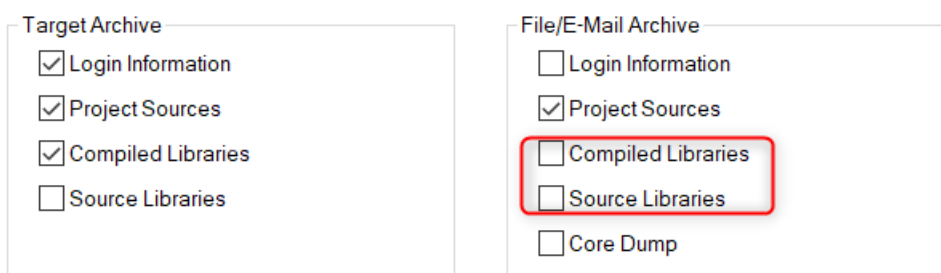 Target Archive
Login Information
Project Sources
Compiled Libraries
Source Libraries
File/E-Mail Archive
Login Information
Project Sources
Compiled Libraries
Source Libraries
Core Dump